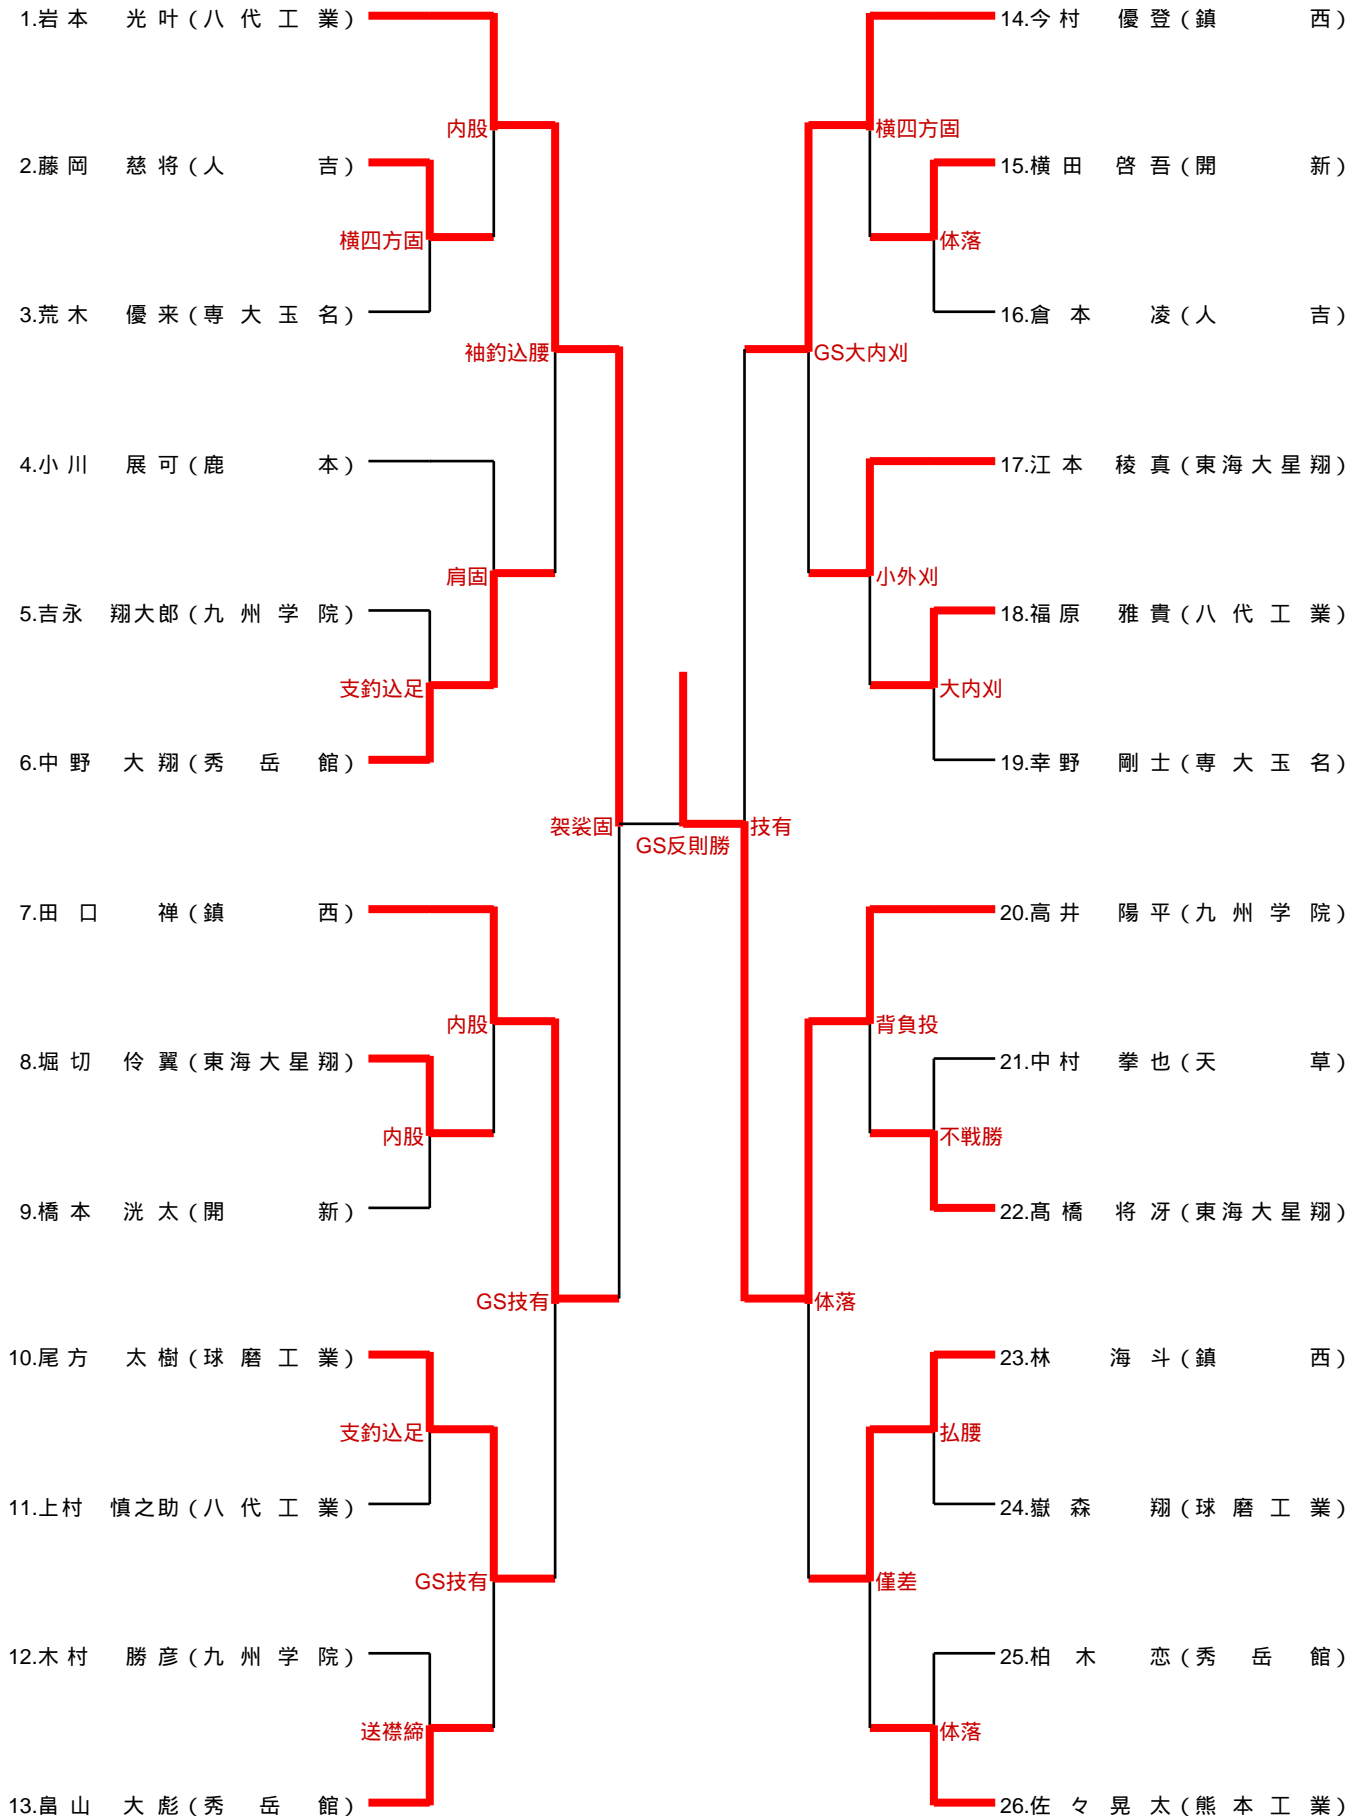 1.岩本 光叶(八代工業)
14.今村 優登(鎮西)
内股
横四方固
2.藤岡 慈将(人吉)
15.横田 啓吾(開新)
横四方固
体落
3.荒木 優来(専大玉名)
16.倉本 凌(人吉)
袖釣込腰
GS大内刈
4.小川 展可(鹿本)
17.江本 稜真(東海大星翔)
肩固
小外刈
5.吉永 翔大郎(九州学院)
18.福原 雅貴(八代工業)
支釣込足
大内刈
6.中野 大翔(秀岳館)
19.幸野 剛士(専大玉名)
袈裟固
GS反則勝
技有
7.田口 禅(鎮西)
20.高井 陽平(九州学院)
内股
背負投
8.堀切 伶翼(東海大星翔)
21.中村 拳也(天草)
内股
不戦勝
9.橋本 洸太(開新)
22.髙橋 将冴(東海大星翔)
GS技有
体落
10.尾方 太樹(球磨工業)
23.林 海斗(鎮西)
支釣込足
払腰
11.上村 慎之助(八代工業)
24.嶽森 翔(球磨工業)
GS技有
僅差
12.木村 勝彦(九州学院)
25.柏木 恋(秀岳館)
送襟締
体落
13.畠山 大彪(秀岳館)
26.佐々 晃太(熊本工業)